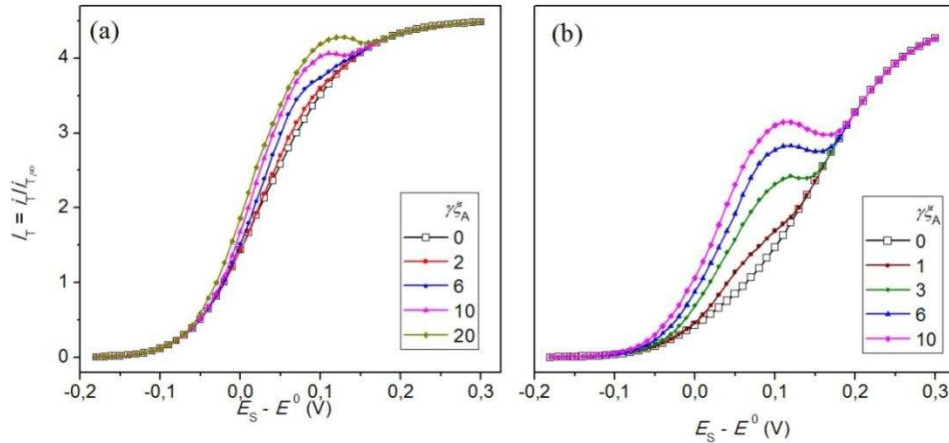 (a)
I_T = i_T/i_T,∞
4
3
2
1
0
-0,2 -0,1 0,0 0,1 0,2 0,3
E_S - E^0 (V)
γξ_A
0
2
6
10
20
(b)
-0,2 -0,1 0,0 0,1 0,2 0,3
E_S - E^0 (V)
γξ_A
0
1
3
6
10